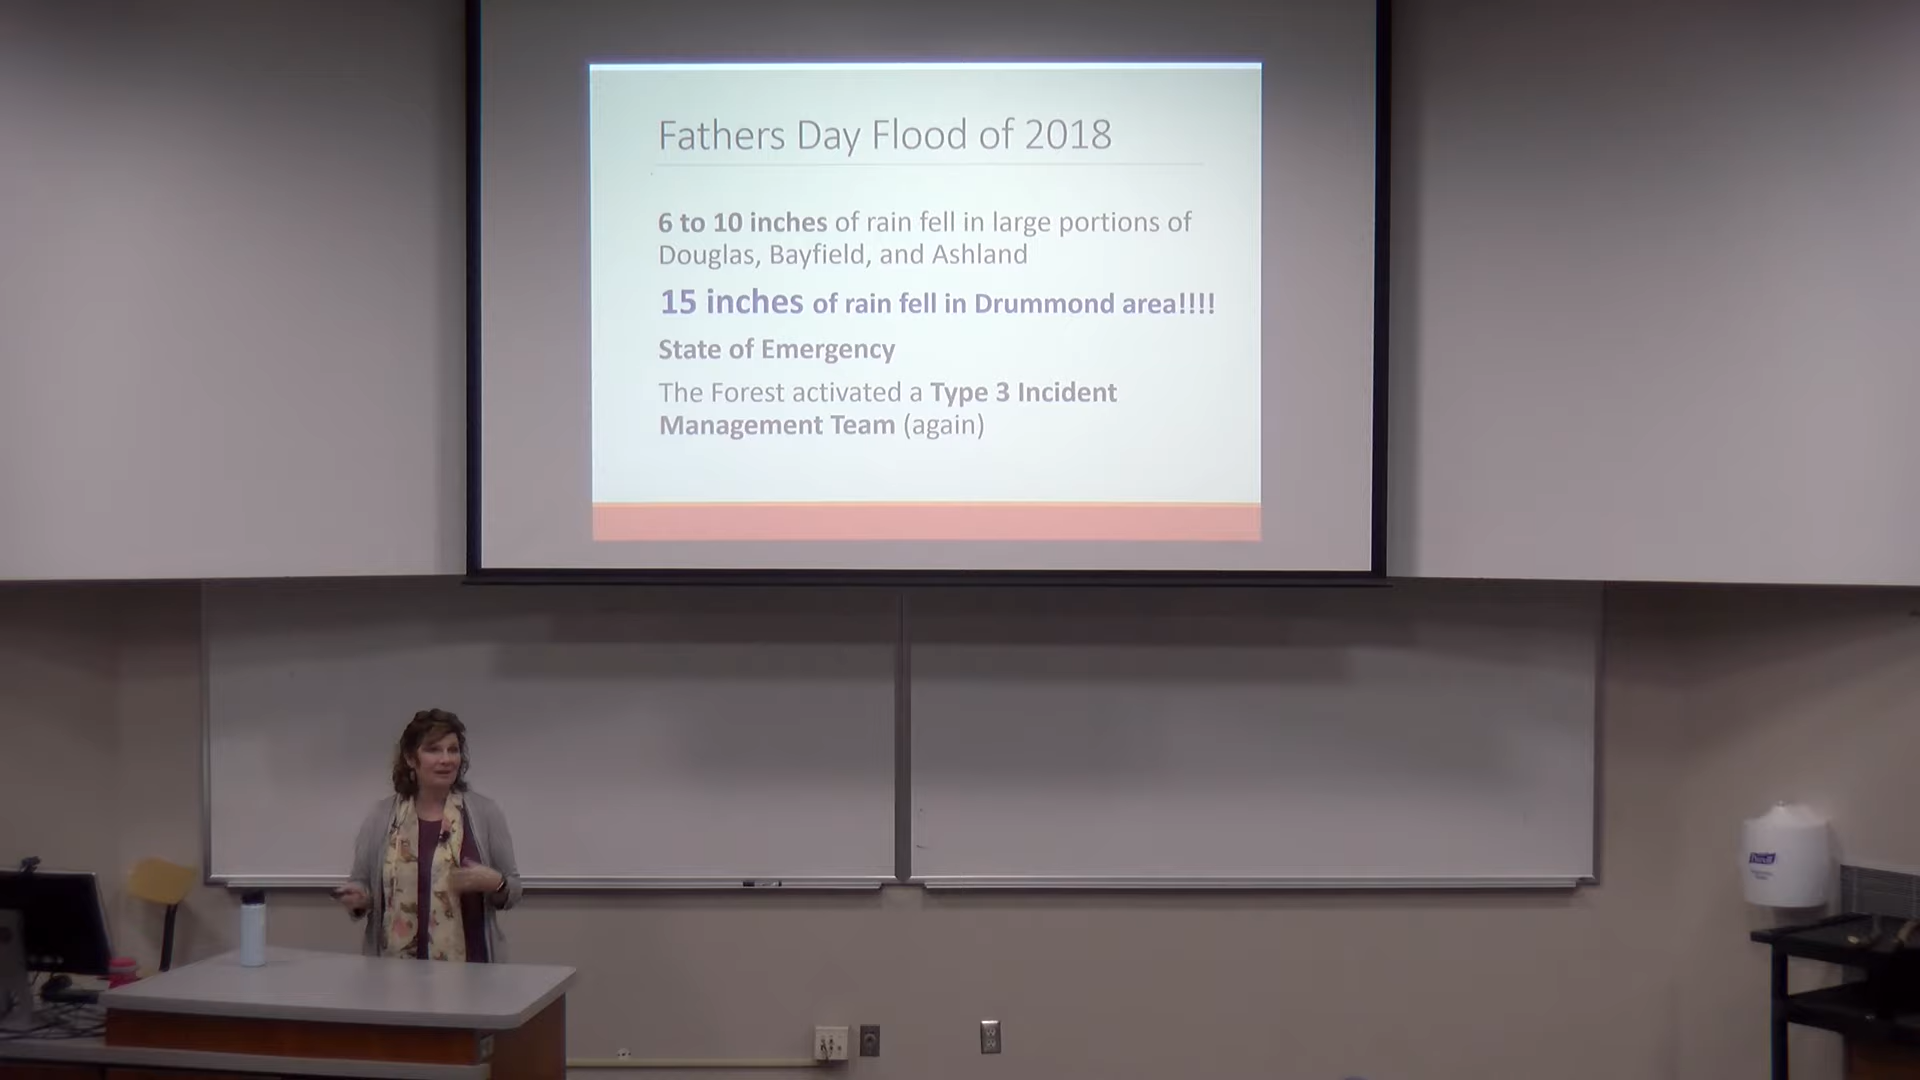 Fathers Day Flood of 2018
6 to 10 inches of rain fell in large portions of
Douglas, Bayfield, and Ashland
15 inches of rain fell in Drummond area!!!!
State of Emergency
The Forest activated a Type 3 Incident
Management Team (again)